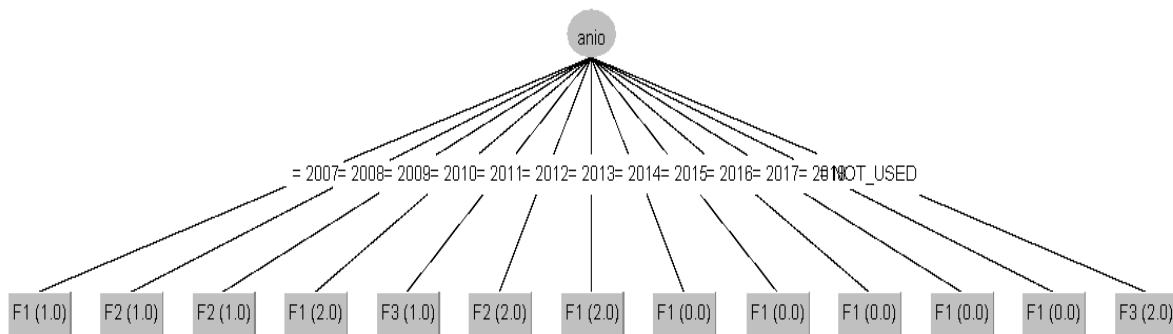 anio
= 2007= 2008= 2009= 2010= 2011= 2012= 2013= 2014= 2015= 2016= 2017= 2018= NOT_USED
F1 (1.0) F2 (1.0) F2 (1.0) F1 (2.0) F3 (1.0) F2 (2.0) F1 (2.0) F1 (0.0) F1 (0.0) F1 (0.0) F1 (0.0) F1 (0.0) F3 (2.0)